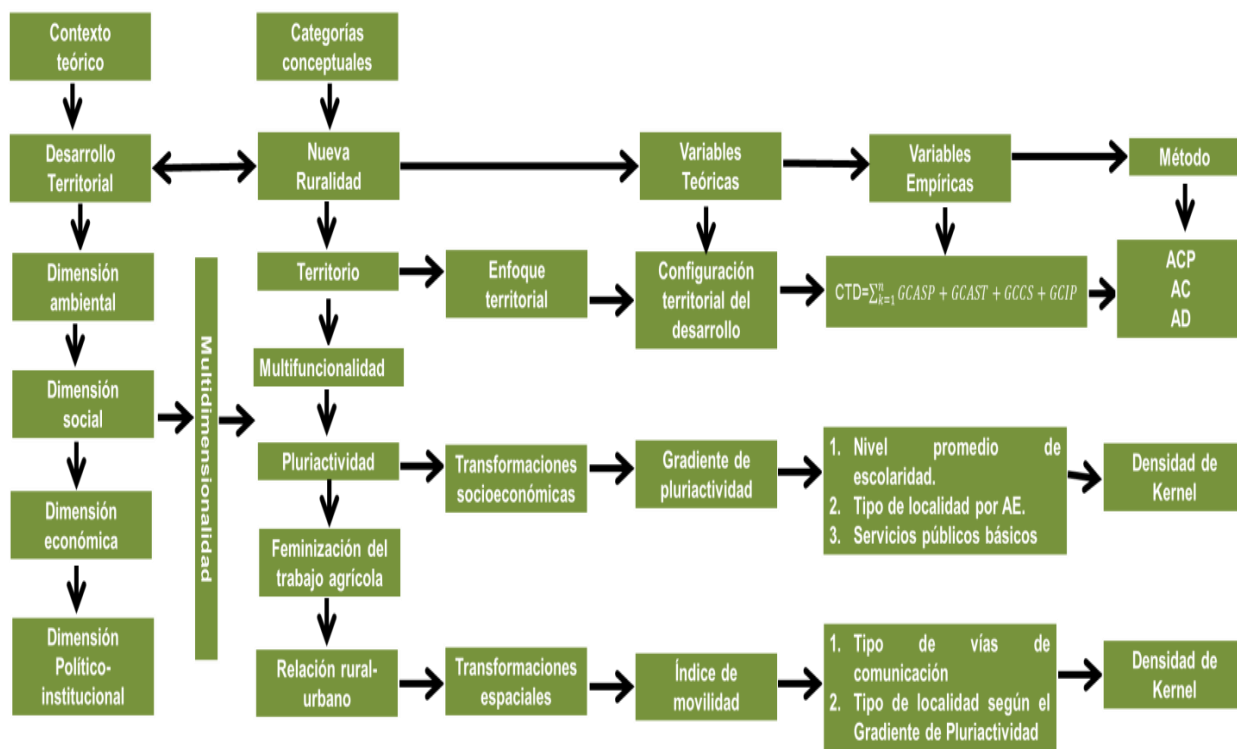 Contexto
teórico
Categorías
conceptuales
Desarrollo
Territorial
Nueva
Ruralidad
Variables
Teóricas
Variables
Empíricas
Método
Dimensión
ambiental
Territorio
Enfoque
territorial
Configuración
territorial del
desarrollo
CTD=∑ⁿₖ₌₁ GCASP + GCAST + GCCS + GCIP
ACP
AC
AD
Multidimensionalidad
Multifuncionalidad
Dimensión
social
Pluriactividad
Transformaciones
socioeconómicas
Gradiente de
pluriactividad
1. Nivel promedio de
escolaridad.
2. Tipo de localidad por AE.
3. Servicios públicos básicos
Densidad de
Kernel
Dimensión
económica
Feminización del
trabajo agrícola
Dimensión
Político-
institucional
Relación rural-
urbano
Transformaciones
espaciales
Índice de
movilidad
1. Tipo de vías de
comunicación
2. Tipo de localidad según el
Gradiente de Pluriactividad
Densidad de
Kernel